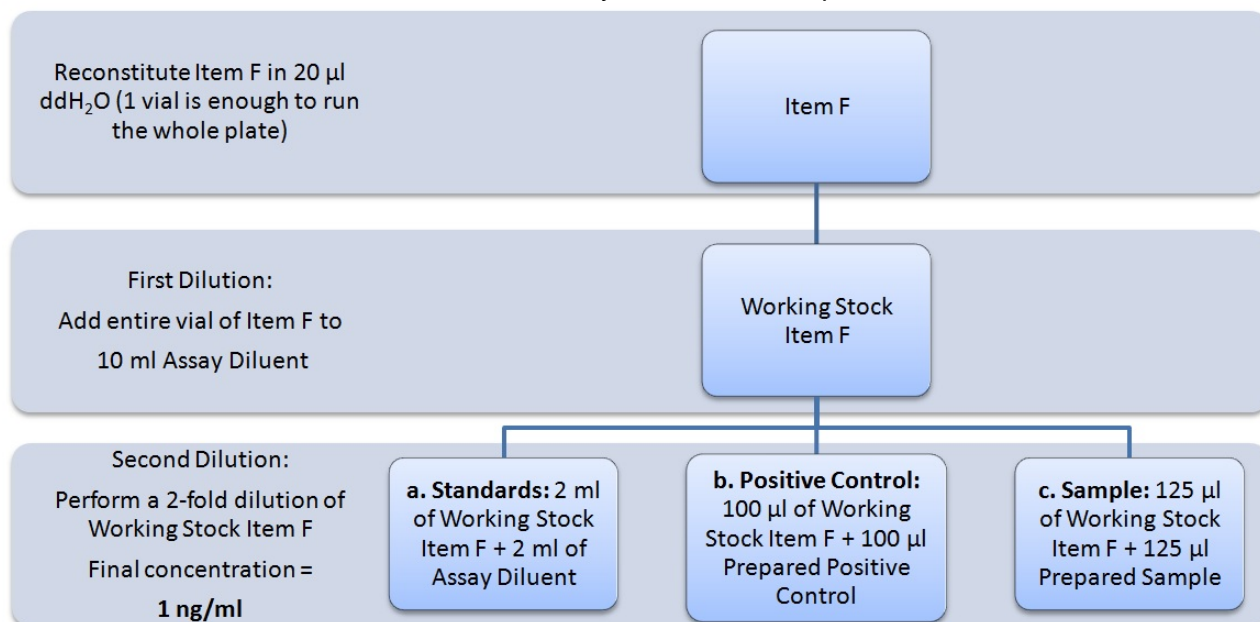 Reconstitute Item F in 20 µl
ddH₂O (1 vial is enough to run
the whole plate)
Item F
First Dilution:
Add entire vial of Item F to
10 ml Assay Diluent
Working Stock
Item F
Second Dilution:
Perform a 2-fold dilution of
Working Stock Item F
Final concentration =
1 ng/ml
a. Standards: 2 ml
of Working Stock
Item F + 2 ml of
Assay Diluent
b. Positive Control:
100 µl of Working
Stock Item F + 100 µl
Prepared Positive
Control
c. Sample: 125 µl
of Working Stock
Item F + 125 µl
Prepared Sample